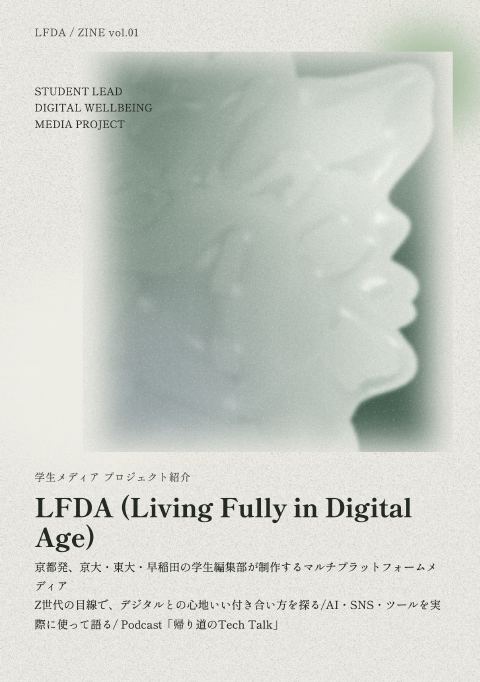 LFDA / ZINE vol.01
STUDENT LEAD
DIGITAL WELLBEING
MEDIA PROJECT
学生メディア プロジェクト紹介
LFDA (Living Fully in Digital
Age)
京都発、京大・東大・早稲田の学生編集部が制作するマルチプラットフォームメ
ディア
Z世代の目線で、デジタルとの心地いい付き合い方を探る/AI・SNS・ツールを実
際に使って語る/ Podcast「帰り道のTech Talk」